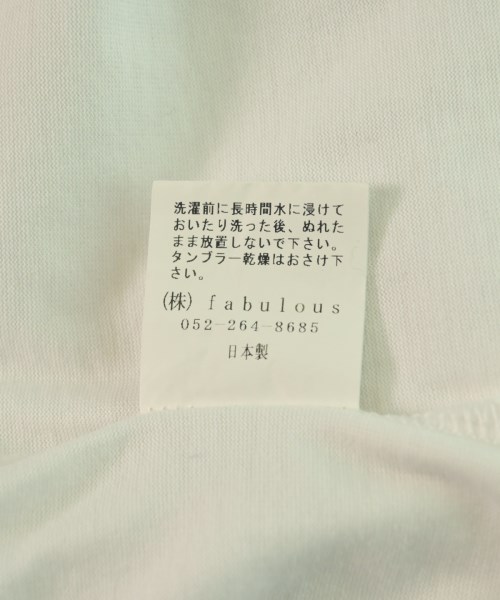 洗濯前に長時間水に浸けて
おいたり洗った後、ぬれた
まま放置しないで下さい。
タンブラー乾燥はおさけ下
さい。
(株) fabulous
052-264-8685
日本製